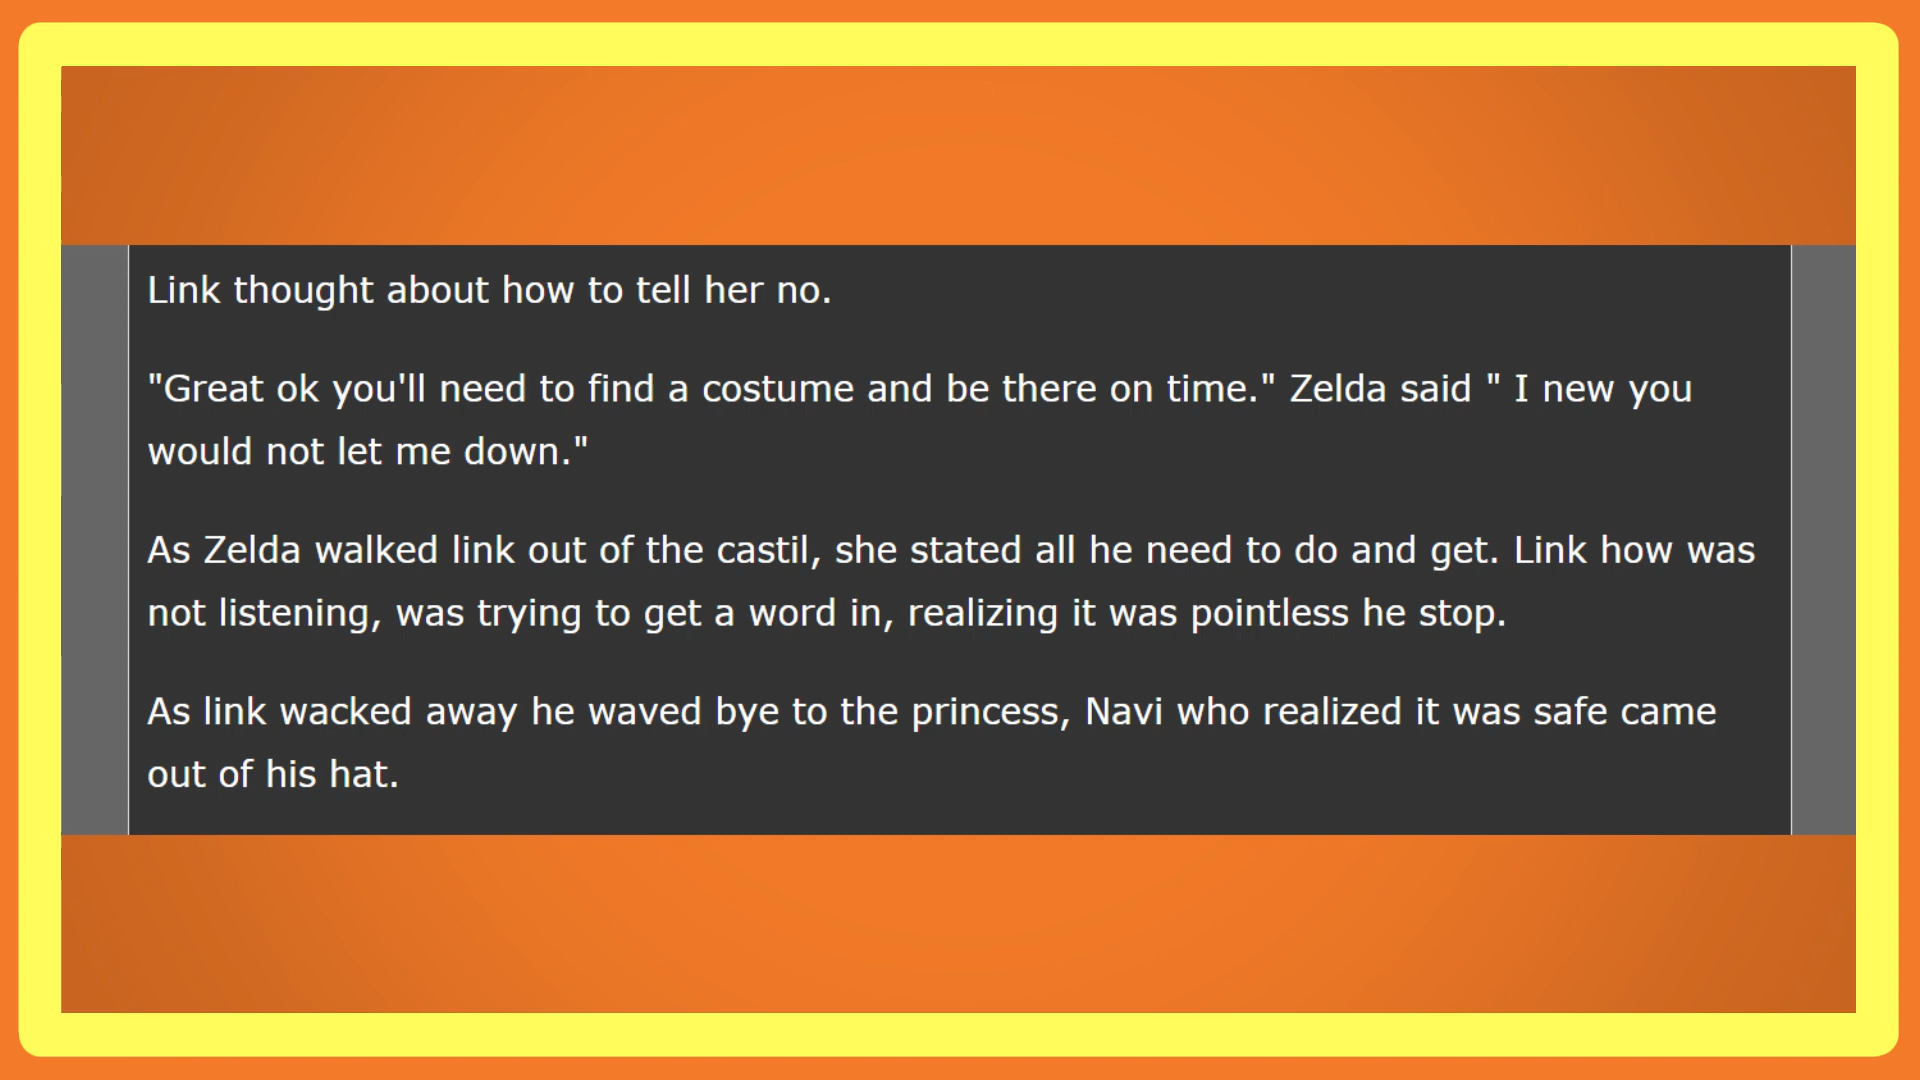 Link thought about how to tell her no.
"Great ok you'll need to find a costume and be there on time." Zelda said " I new you
would not let me down."
As Zelda walked link out of the castil, she stated all he need to do and get. Link how was
not listening, was trying to get a word in, realizing it was pointless he stop.
As link wacked away he waved bye to the princess, Navi who realized it was safe came
out of his hat.